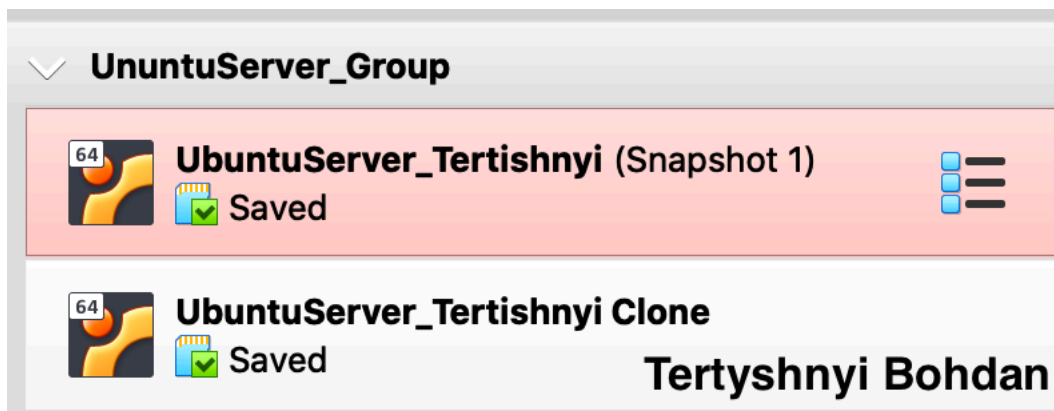 UnuntuServer_Group
64
UbuntuServer_Tertishnyi (Snapshot 1)
Saved
64
UbuntuServer_Tertishnyi Clone
Saved
Tertyshnyi Bohdan